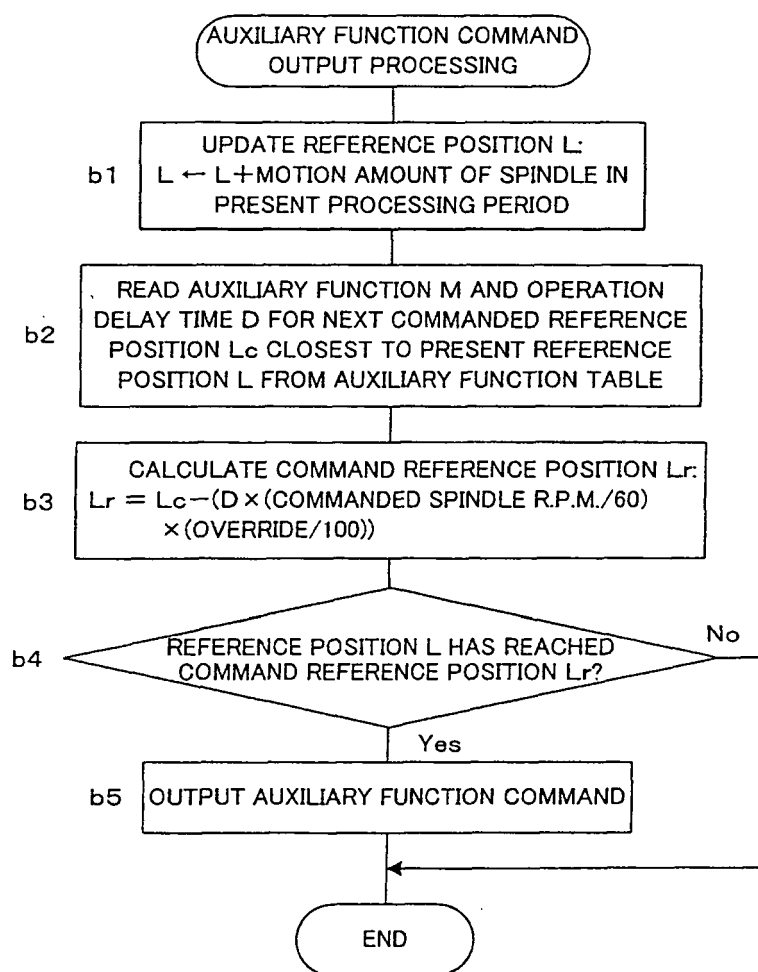 AUXILIARY FUNCTION COMMAND
OUTPUT PROCESSING
b1
UPDATE REFERENCE POSITION L:
L ← L+MOTION AMOUNT OF SPINDLE IN
PRESENT PROCESSING PERIOD
b2
READ AUXILIARY FUNCTION M AND OPERATION
DELAY TIME D FOR NEXT COMMANDED REFERENCE
POSITION Lc CLOSEST TO PRESENT REFERENCE
POSITION L FROM AUXILIARY FUNCTION TABLE
b3
CALCULATE COMMAND REFERENCE POSITION Lr:
Lr = Lc-(D×(COMMANDED SPINDLE R.P.M./60)
×(OVERRIDE/100))
b4
REFERENCE POSITION L HAS REACHED
COMMAND REFERENCE POSITION Lr?
No
Yes
b5
OUTPUT AUXILIARY FUNCTION COMMAND
END